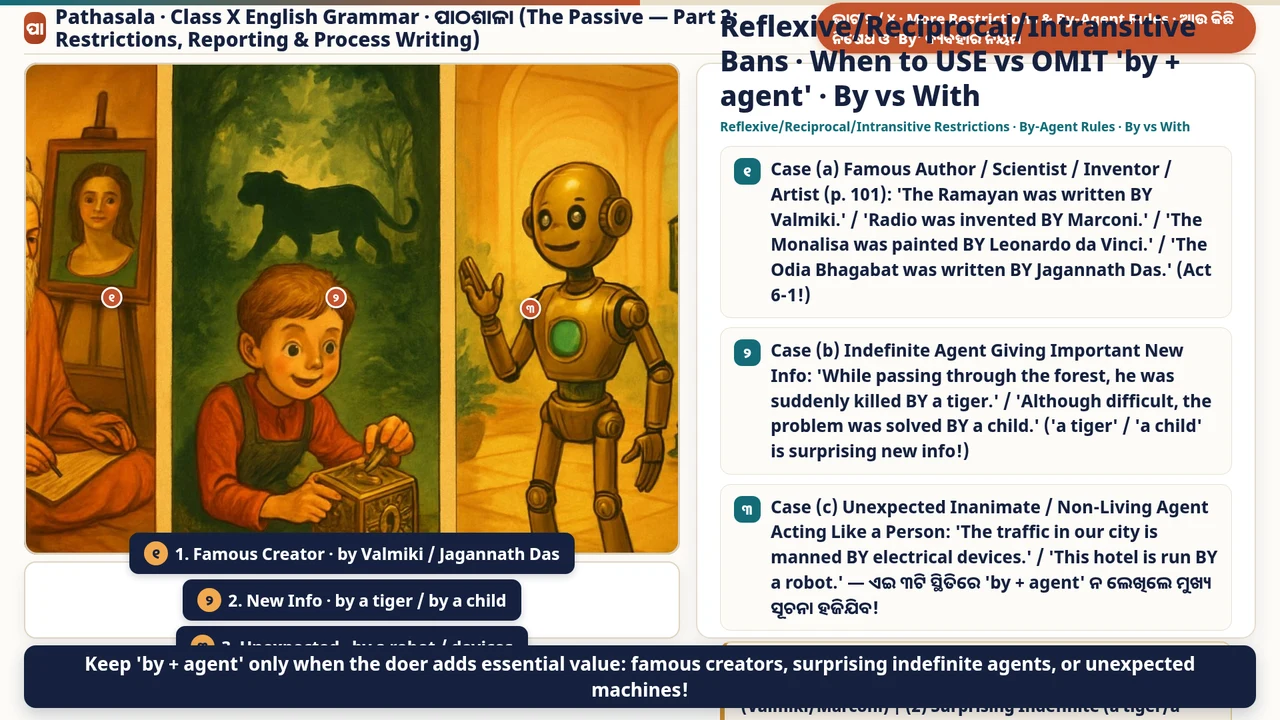 ପା
Pathasala · Class X English Grammar · ପାଠଶାଳା (The Passive — Part 2:
Restrictions, Reporting & Process Writing)
Reflexive/Reciprocal/Intransitive
Bans · When to USE vs OMIT 'by +
agent' · By vs With
Reflexive/Reciprocal/Intransitive Restrictions · By-Agent Rules · By vs With
୧
Case (a) Famous Author / Scientist / Inventor /
Artist (p. 101): 'The Ramayan was written BY
Valmiki.' / 'Radio was invented BY Marconi.' / 'The
Monalisa was painted BY Leonardo da Vinci.' / 'The
Odia Bhagabat was written BY Jagannath Das.' (Act
6-1!)
୨
Case (b) Indefinite Agent Giving Important New
Info: 'While passing through the forest, he was
suddenly killed BY a tiger.' / 'Although difficult, the
problem was solved BY a child.' ('a tiger' / 'a child'
is surprising new info!)
୩
Case (c) Unexpected Inanimate / Non-Living Agent
Acting Like a Person: 'The traffic in our city is
manned BY electrical devices.' / 'This hotel is run BY
a robot.' — ଏଇ ୩ଟି ସ୍ଥିତିରେ 'by + agent' ନ ଲେଖିଲେ ମୁଖ୍ୟ
ସୂଚନା ହଜିଯିବ!
୧
୨
୩
୧ 1. Famous Creator · by Valmiki / Jagannath Das
୨ 2. New Info · by a tiger / by a child
3. Unexpected · by a robot / devices
Keep 'by + agent' only when the doer adds essential value: famous creators, surprising indefinite agents, or unexpected
machines!